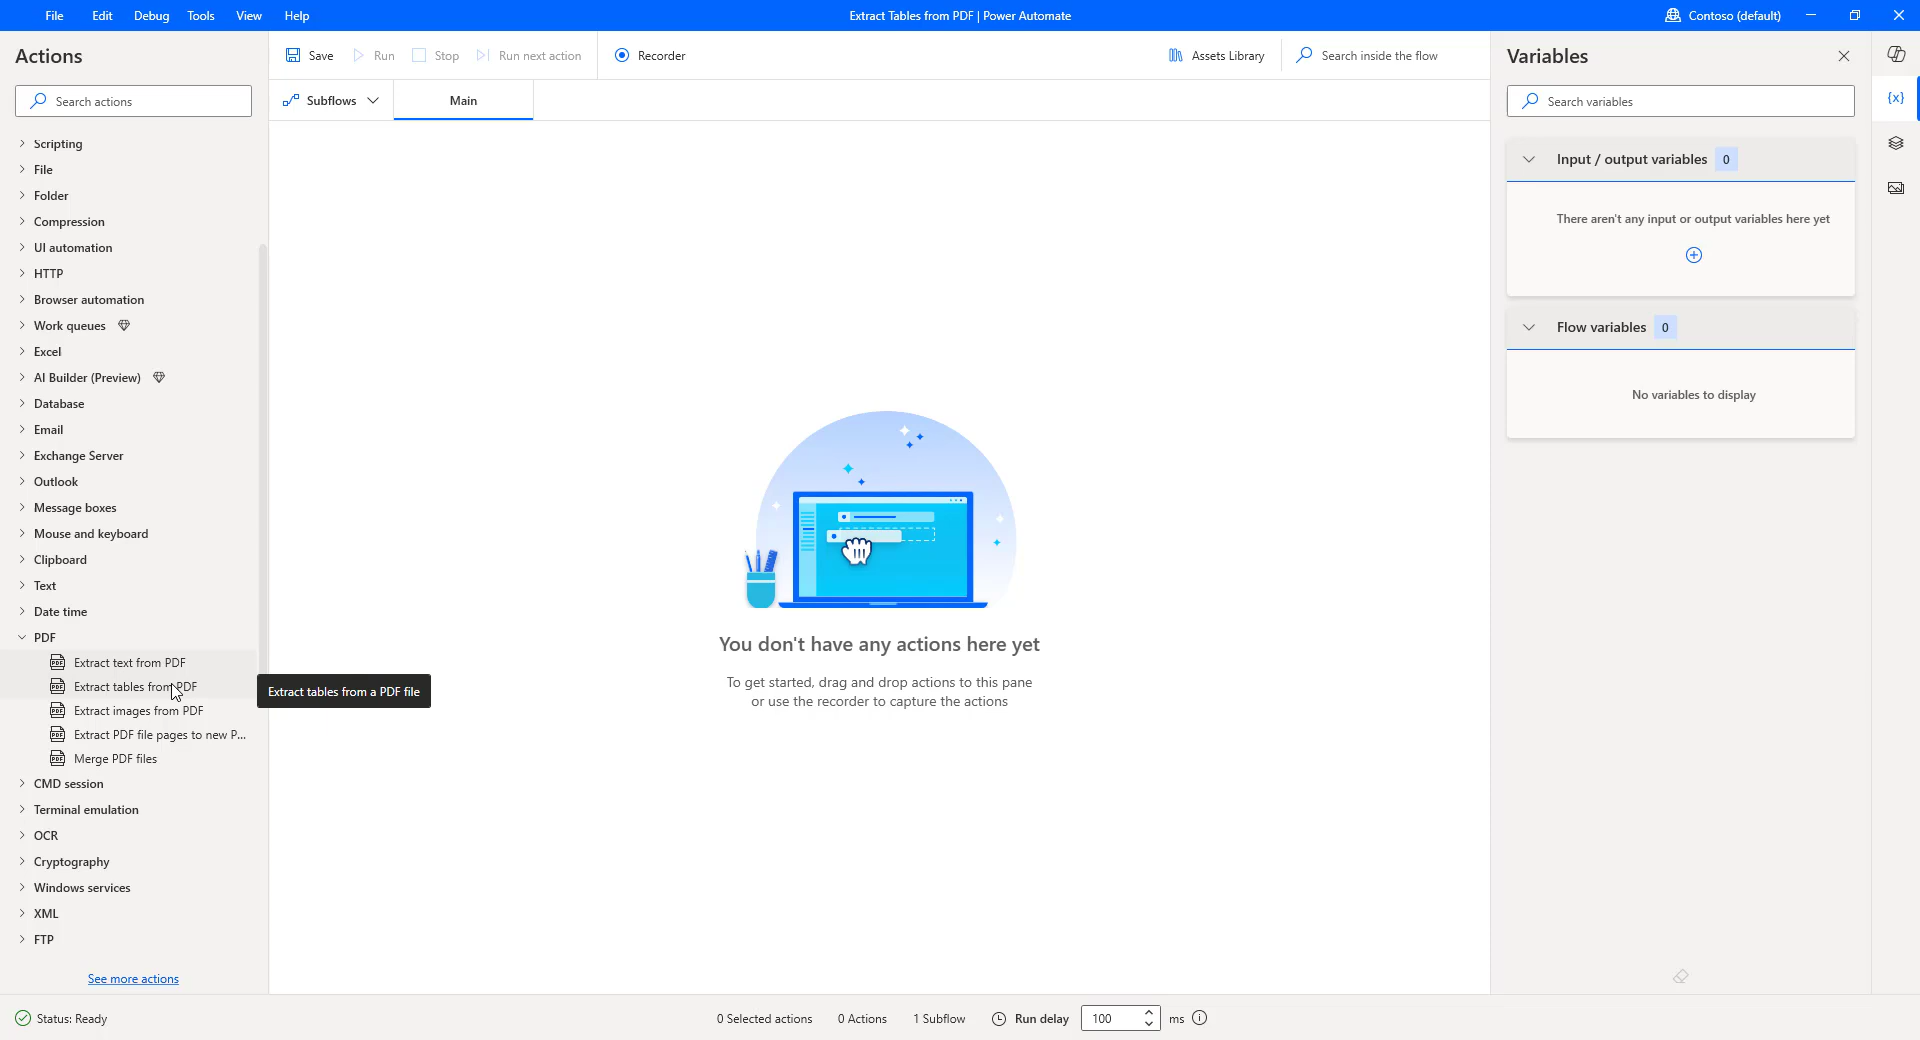 File Edit Debug Tools View Help
Extract Tables from PDF | Power Automate
Contoso (default)
Actions
Search actions
Scripting
File
Folder
Compression
UI automation
HTTP
Browser automation
Work queues
Excel
AI Builder (Preview)
Database
Email
Exchange Server
Outlook
Message boxes
Mouse and keyboard
Clipboard
Text
Date time
PDF
Extract text from PDF
Extract tables from PDF
Extract images from PDF
Extract PDF file pages to new P...
Merge PDF files
CMD session
Terminal emulation
OCR
Cryptography
Windows services
XML
FTP
See more actions
Save Run Stop Run next action Recorder
Assets Library Search inside the flow
Subflows Main
Extract tables from a PDF file
You don't have any actions here yet
To get started, drag and drop actions to this pane
or use the recorder to capture the actions
Variables
{x}
Search variables
Input / output variables 0
There aren't any input or output variables here yet
Flow variables 0
No variables to display
Status: Ready
0 Selected actions 0 Actions 1 Subflow Run delay 100 ms